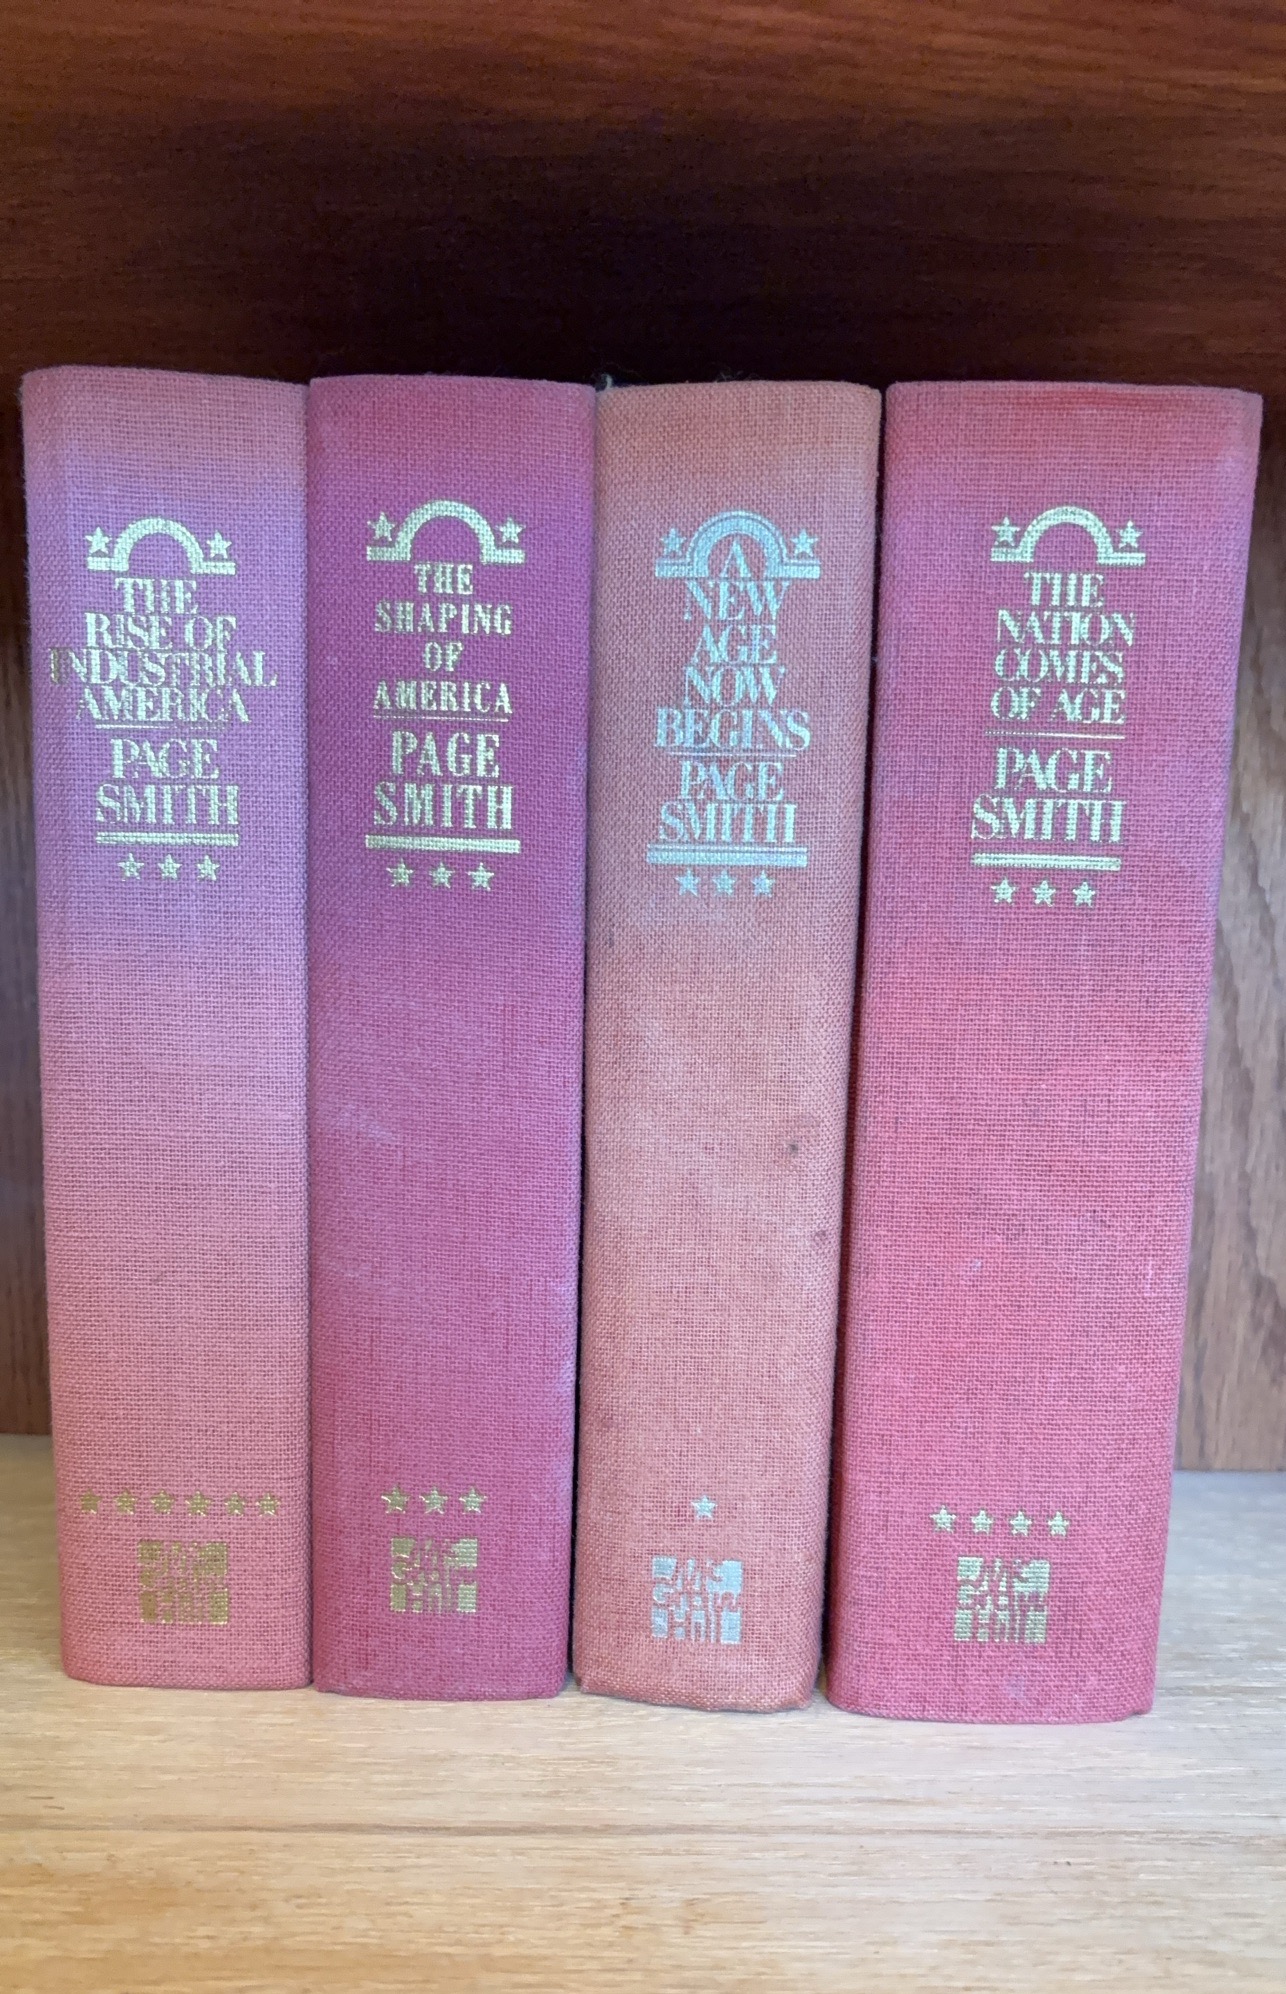 THE
RISE OF
INDUSTRIAL
AMERICA
PAGE
SMITH
THE
SHAPING
OF
AMERICA
PAGE
SMITH
A
NEW
AGE
NOW
BEGINS
PAGE
SMITH
THE
NATION
COMES
OF AGE
PAGE
SMITH